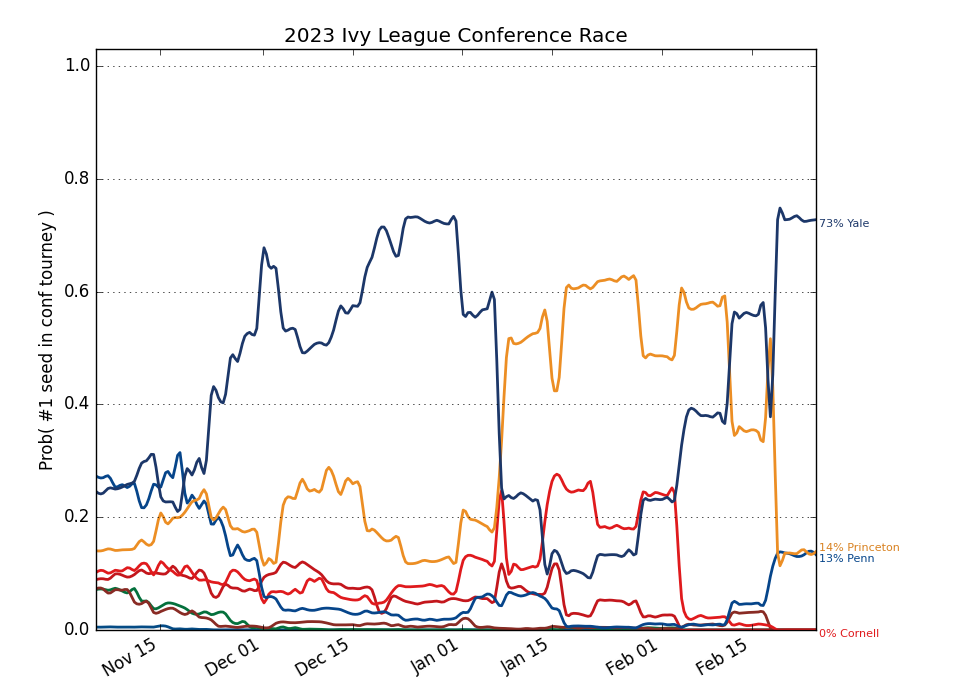 2023 Ivy League Conference Race
Prob( #1 seed in conf tourney )
1.0
0.8
0.6
0.4
0.2
0.0
73% Yale
14% Princeton
13% Penn
0% Cornell
Nov 15
Dec 01
Dec 15
Jan 01
Jan 15
Feb 01
Feb 15